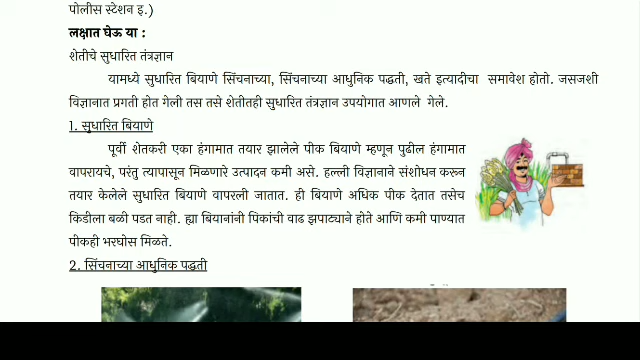 पोलीस स्टेशन इ.)
लक्षात घेऊ या :
शेतीचे सुधारित तंत्रज्ञान
यामध्ये सुधारित बियाणे सिंचनाच्या, सिंचनाच्या आधुनिक पद्धती, खते इत्यादीचा समावेश होतो. जसजशी
विज्ञानात प्रगती होत गेली तस तसे शेतीतही सुधारित तंत्रज्ञान उपयोगात आणले गेले.
1. सुधारित बियाणे
पूर्वी शेतकरी एका हंगामात तयार झालेले पीक बियाणे म्हणून पुढील हंगामात
वापरायचे, परंतु त्यापासून मिळणारे उत्पादन कमी असे. हल्ली विज्ञानाने संशोधन करून
तयार केलेले सुधारित बियाणे वापरली जातात. ही बियाणे अधिक पीक देतात तसेच
किडीला बळी पडत नाही. ह्या बियानांनी पिकांची वाढ झपाट्याने होते आणि कमी पाण्यात
पीकही भरघोस मिळते.
2. सिंचनाच्या आधुनिक पद्धती